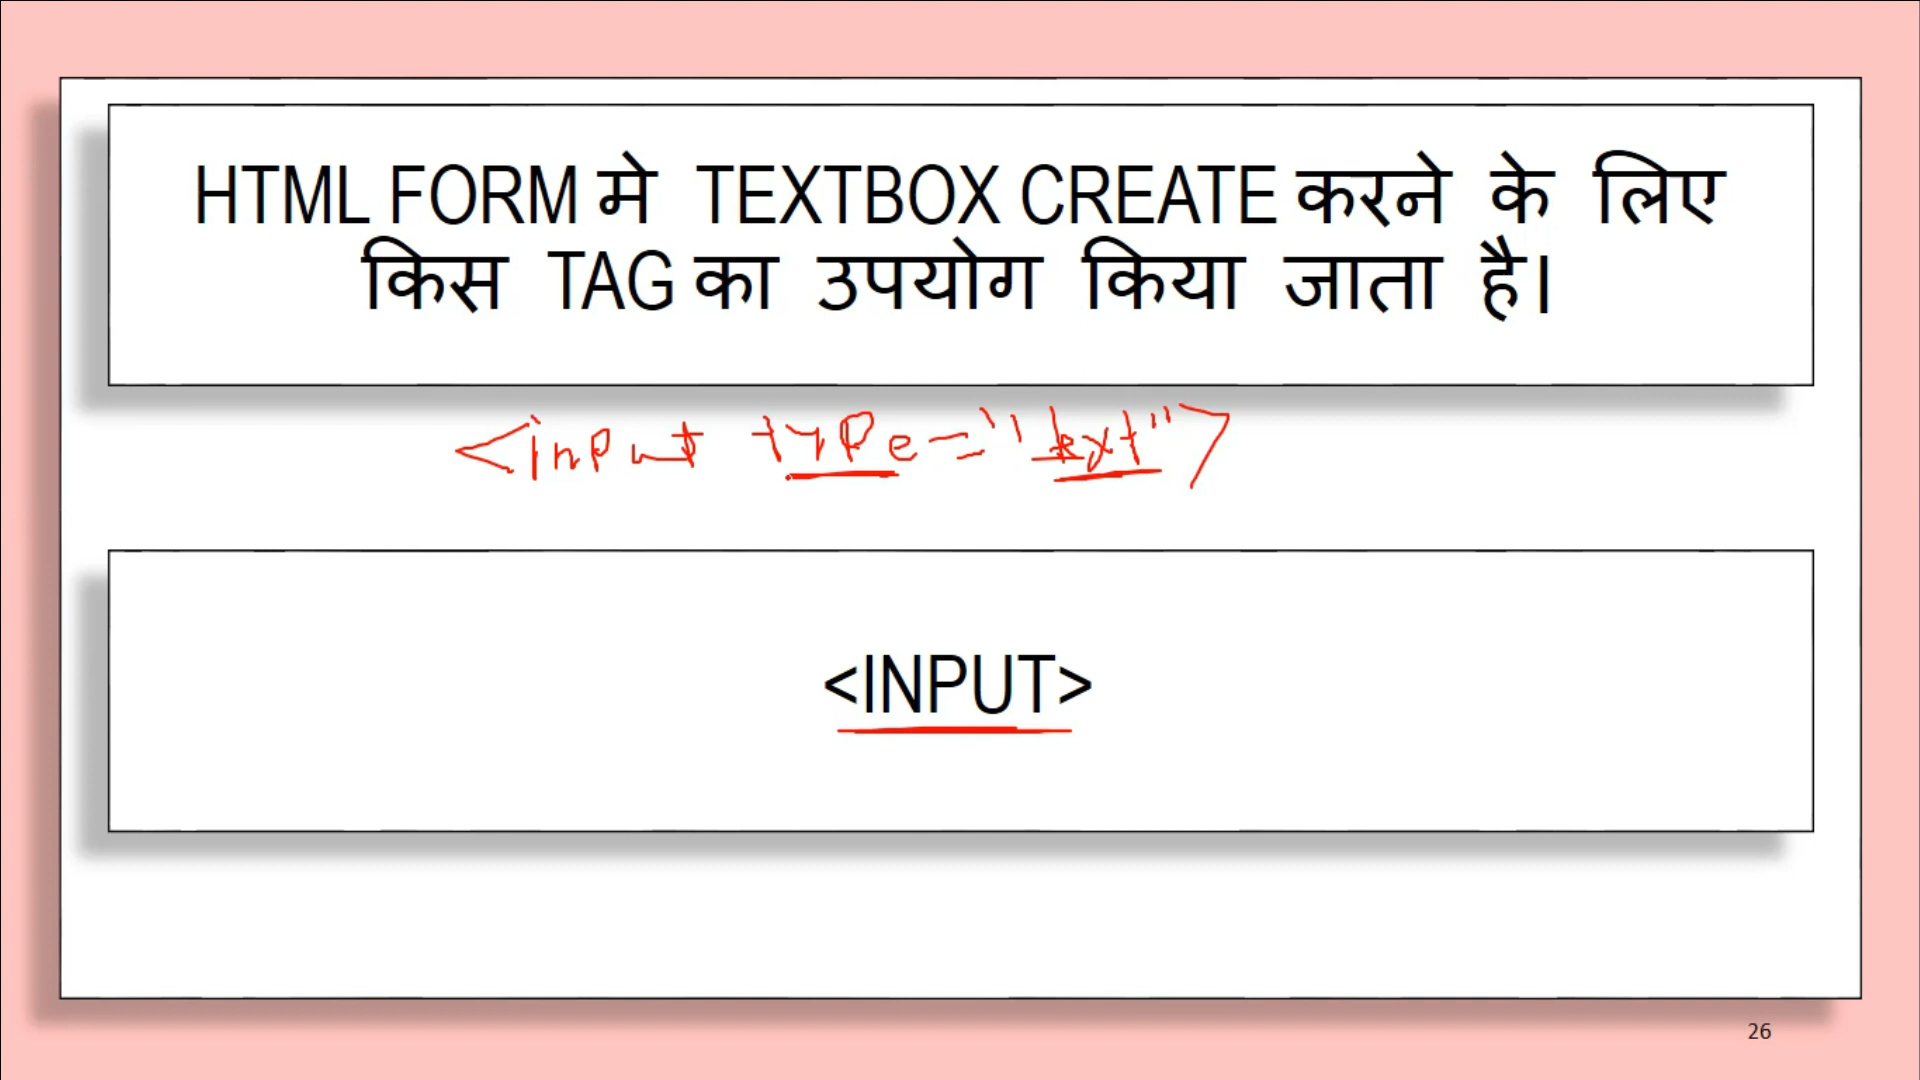 HTML FORM मे TEXTBOX CREATE करने के लिए
किस TAG का उपयोग किया जाता है।
<input type="text">
<INPUT>
26